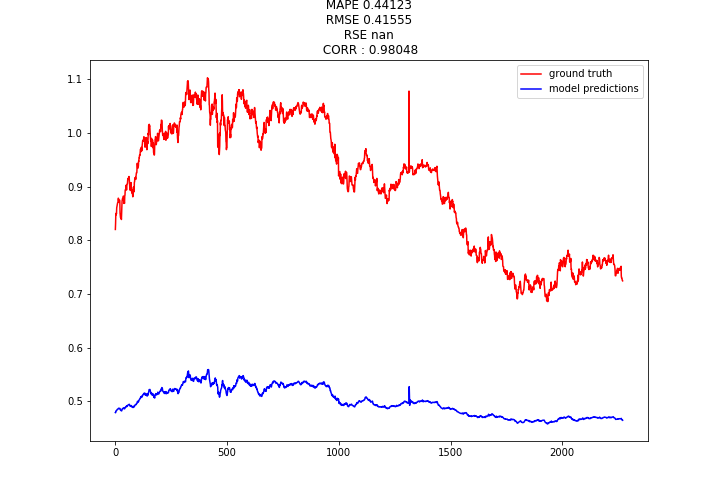 MAPE 0.44123
RMSE 0.41555
RSE nan
CORR : 0.98048
ground truth
model predictions
1.1
1.0
0.9
0.8
0.7
0.6
0.5
0
500
1000
1500
2000